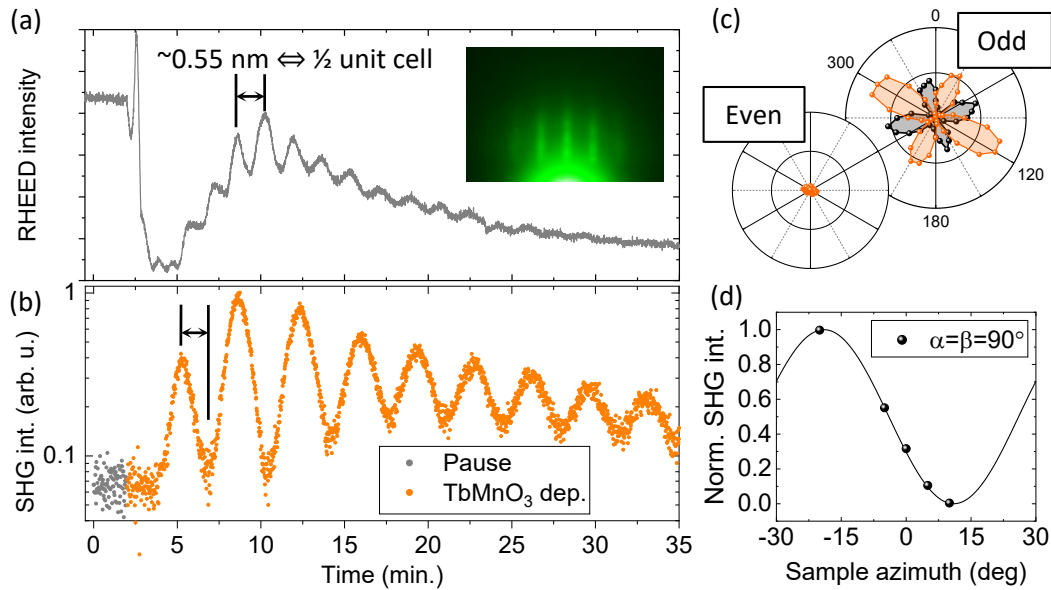 (a)
~0.55 nm ⇔ ½ unit cell
RHEED intensity
(b)
1
0.1
SHG int. (arb. u.)
Pause
TbMnO₃ dep.
0 5 10 15 20 25 30 35
Time (min.)
(c)
0
Odd
300
Even
120
180
(d)
1.0
0.8
0.6
0.4
0.2
0.0
Norm. SHG int.
α=β=90°
-30 -15 0 15 30
Sample azimuth (deg)